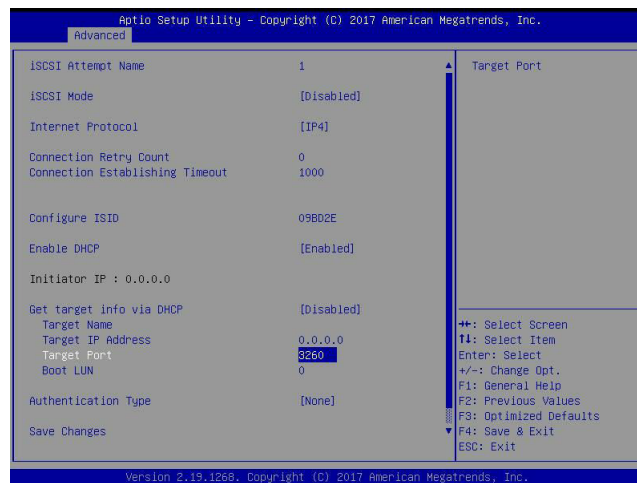 Aptio Setup Utility – Copyright (C) 2017 American Megatrends, Inc.
Advanced
iSCSI Attempt Name 1
iSCSI Mode [Disabled]
Internet Protocol [IP4]
Connection Retry Count 0
Connection Establishing Timeout 1000
Configure ISID 09BD2E
Enable DHCP [Enabled]
Initiator IP : 0.0.0.0
Get target info via DHCP [Disabled]
Target Name
Target IP Address 0.0.0.0
Target Port 3260
Boot LUN 0
Authentication Type [None]
Save Changes
Target Port
→←: Select Screen
↑↓: Select Item
Enter: Select
+/-: Change Opt.
F1: General Help
F2: Previous Values
F3: Optimized Defaults
F4: Save & Exit
ESC: Exit
Version 2.19.1268. Copyright (C) 2017 American Megatrends, Inc.